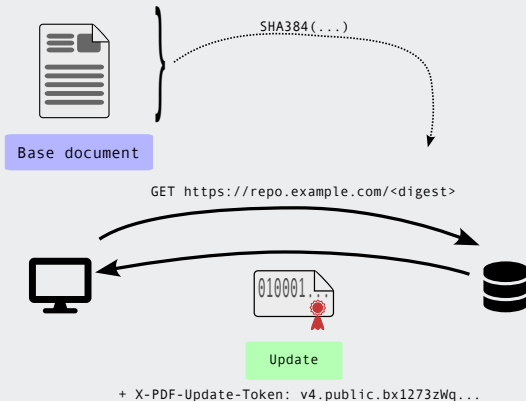 SHA384(...)
Base document
GET https://repo.example.com/<digest>
010001...
Update
+ X-PDF-Update-Token: v4.public.bx1273zWq...